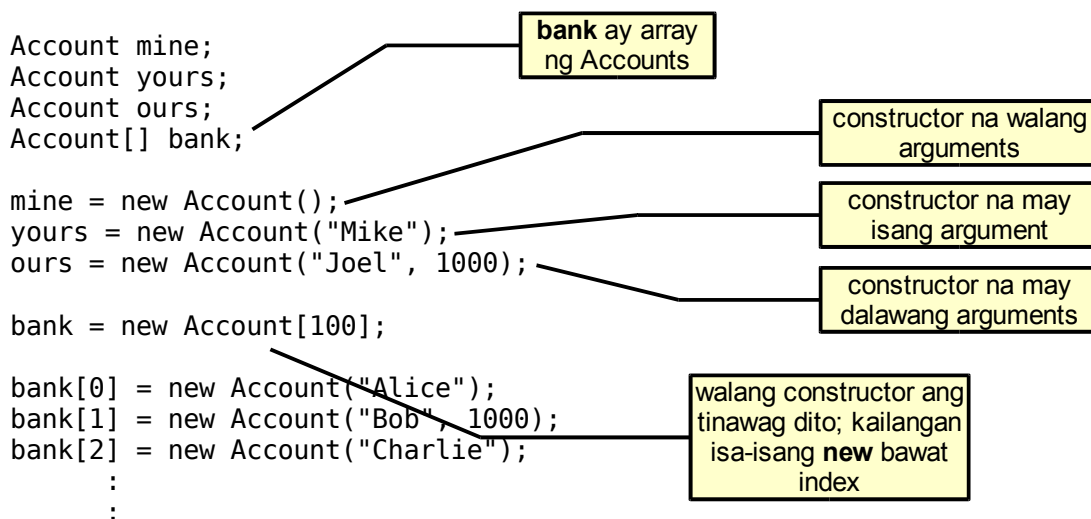 Account mine;
Account yours;
Account ours;
Account[] bank;
bank ay array
ng Accounts
mine = new Account();
yours = new Account("Mike");
ours = new Account("Joel", 1000);
constructor na walang
arguments
constructor na may
isang argument
constructor na may
dalawang arguments
bank = new Account[100];
bank[0] = new Account("Alice");
bank[1] = new Account("Bob", 1000);
bank[2] = new Account("Charlie");
:
:
walang constructor ang
tinawag dito; kailangan
isa-isang new bawat
index